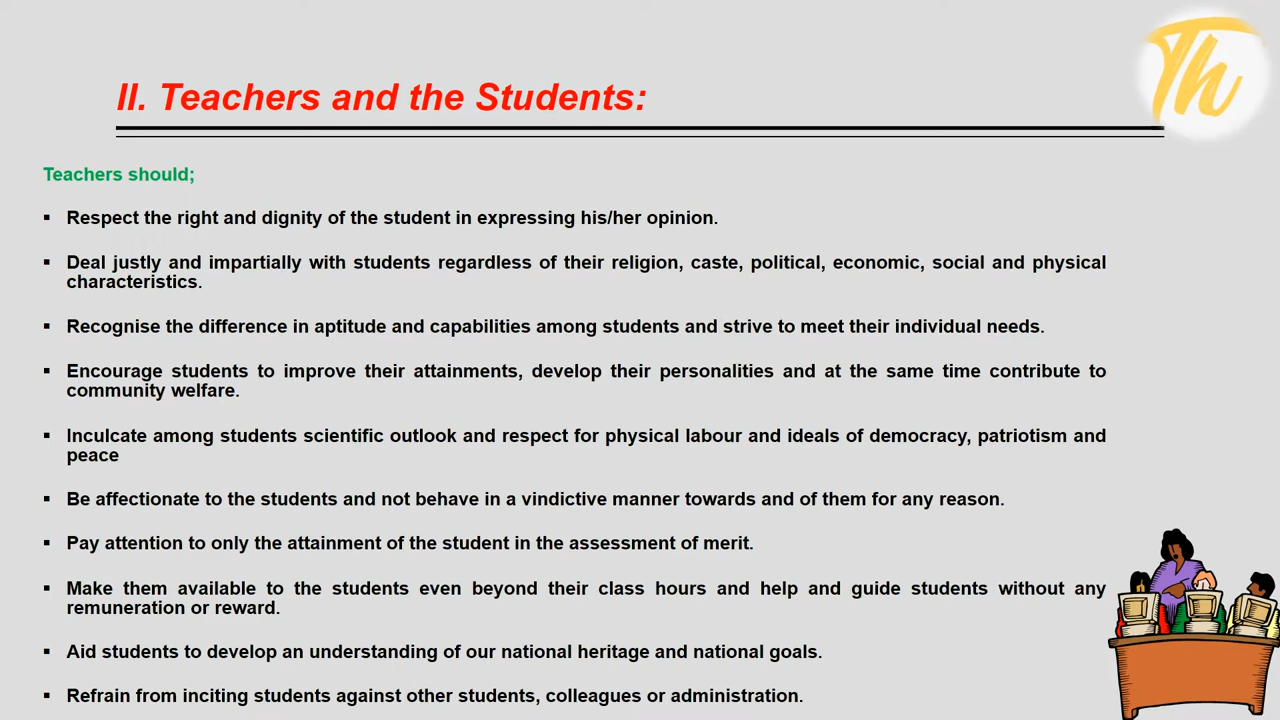 Th
II. Teachers and the Students:
Teachers should;
▪ Respect the right and dignity of the student in expressing his/her opinion.
▪ Deal justly and impartially with students regardless of their religion, caste, political, economic, social and physical
characteristics.
▪ Recognise the difference in aptitude and capabilities among students and strive to meet their individual needs.
▪ Encourage students to improve their attainments, develop their personalities and at the same time contribute to
community welfare.
▪ Inculcate among students scientific outlook and respect for physical labour and ideals of democracy, patriotism and
peace
▪ Be affectionate to the students and not behave in a vindictive manner towards and of them for any reason.
▪ Pay attention to only the attainment of the student in the assessment of merit.
▪ Make them available to the students even beyond their class hours and help and guide students without any
remuneration or reward.
▪ Aid students to develop an understanding of our national heritage and national goals.
▪ Refrain from inciting students against other students, colleagues or administration.